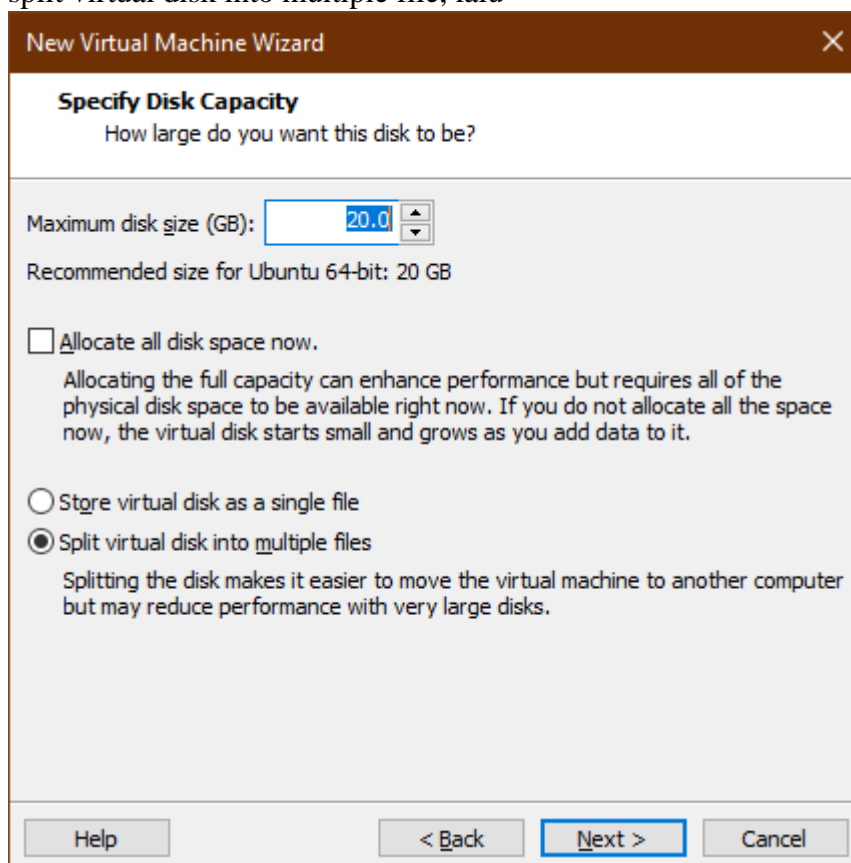 New Virtual Machine Wizard
Specify Disk Capacity
How large do you want this disk to be?
Maximum disk size (GB): 20.0
Recommended size for Ubuntu 64-bit: 20 GB
Allocate all disk space now.
Allocating the full capacity can enhance performance but requires all of the
physical disk space to be available right now. If you do not allocate all the space
now, the virtual disk starts small and grows as you add data to it.
Store virtual disk as a single file
Split virtual disk into multiple files
Splitting the disk makes it easier to move the virtual machine to another computer
but may reduce performance with very large disks.
Help < Back Next > Cancel